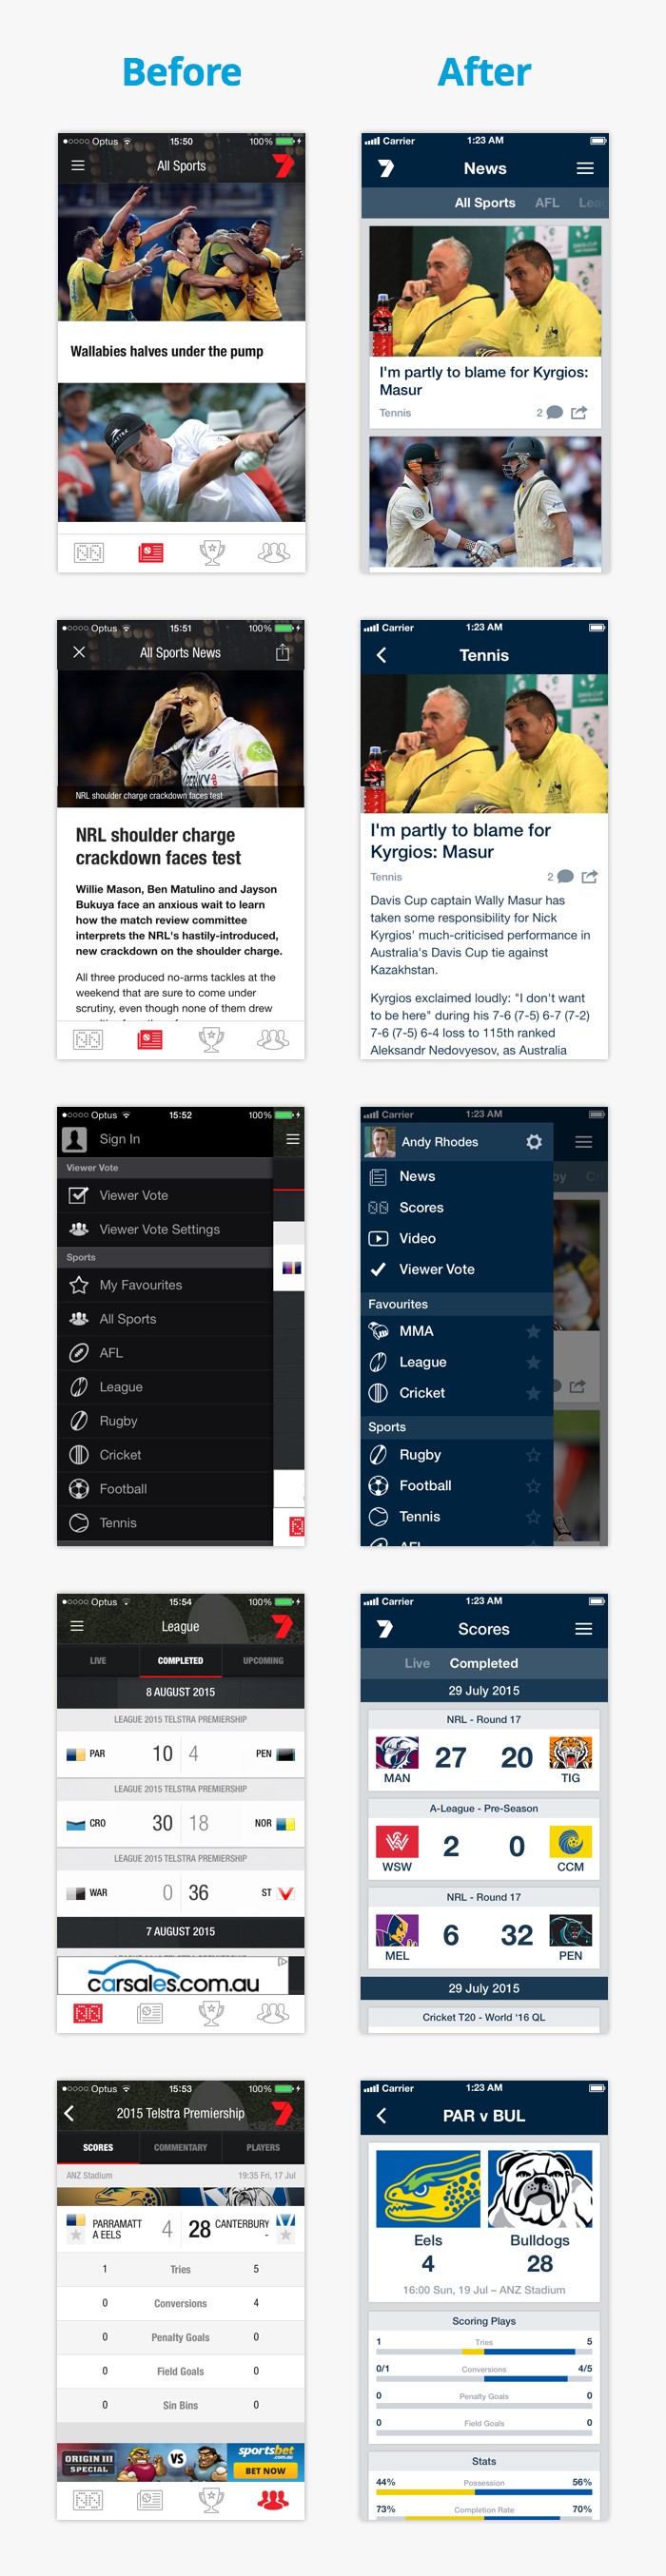 Before
After
Optus
15:50
100%
All Sports
7
Wallabies halves under the pump
Carrier
1:23 AM
7
News
All Sports
AFL
I'm partly to blame for Kyrgios:
Masur
Tennis
2
Optus
15:51
100%
All Sports News
NRL shoulder charge crackdown faces test
NRL shoulder charge
crackdown faces test
Willie Mason, Ben Matulino and Jayson
Bukuya face an anxious wait to learn
how the match review committee
interprets the NRL's hastily-introduced,
new crackdown on the shoulder charge.
All three produced no-arms tackles at the
weekend that are sure to come under
scrutiny, even though none of them drew
Carrier
1:23 AM
Tennis
I'm partly to blame for
Kyrgios: Masur
Tennis
2
Davis Cup captain Wally Masur has
taken some responsibility for Nick
Kyrgios' much-criticised performance in
Australia's Davis Cup tie against
Kazakhstan.
Kyrgios exclaimed loudly: "I don't want
to be here" during his 7-6 (7-5) 6-7 (7-2)
7-6 (7-5) 6-4 loss to 115th ranked
Aleksandr Nedovyesov, as Australia
Optus
15:52
100%
Sign In
Viewer Vote
Viewer Vote
Viewer Vote Settings
Sports
My Favourites
All Sports
AFL
League
Rugby
Cricket
Football
Tennis
Carrier
1:23 AM
Andy Rhodes
News
Scores
Video
Viewer Vote
Favourites
MMA
League
Cricket
Sports
Rugby
Football
Tennis
AFL
Optus
15:54
100%
League
7
LIVE
COMPLETED
UPCOMING
8 AUGUST 2015
LEAGUE 2015 TELSTRA PREMIERSHIP
PAR 10 4 PEN
LEAGUE 2015 TELSTRA PREMIERSHIP
CRO 30 18 NOR
LEAGUE 2015 TELSTRA PREMIERSHIP
WAR 0 36 ST
7 AUGUST 2015
LEAGUE 2015 TELSTRA PREMIERSHIP
carsales.com.au
Carrier
1:23 AM
7
Scores
Live
Completed
29 July 2015
NRL - Round 17
27 20
MAN TIG
A-League - Pre-Season
2 0
WSW CCM
NRL - Round 17
6 32
MEL PEN
29 July 2015
Cricket T20 - World '16 QL
Optus
15:53
100%
2015 Telstra Premiership
7
SCORES
COMMENTARY
PLAYERS
ANZ Stadium
19:35 Fri, 17 Jul
PARRAMATT
A EELS
4 28
CANTERBURY
-
1 Tries 5
0 Conversions 4
0 Penalty Goals 0
0 Field Goals 0
0 Sin Bins 0
ORIGIN III
SPECIAL
VS
sportsbet
.com.au
BET NOW
Carrier
1:23 AM
PAR v BUL
Eels Bulldogs
4 28
16:00 Sun, 19 Jul – ANZ Stadium
Scoring Plays
1 Tries 5
0/1 Conversions 4/5
0 Penalty Goals 0
0 Field Goals 0
Stats
44% Possession 56%
73% Completion Rate 70%